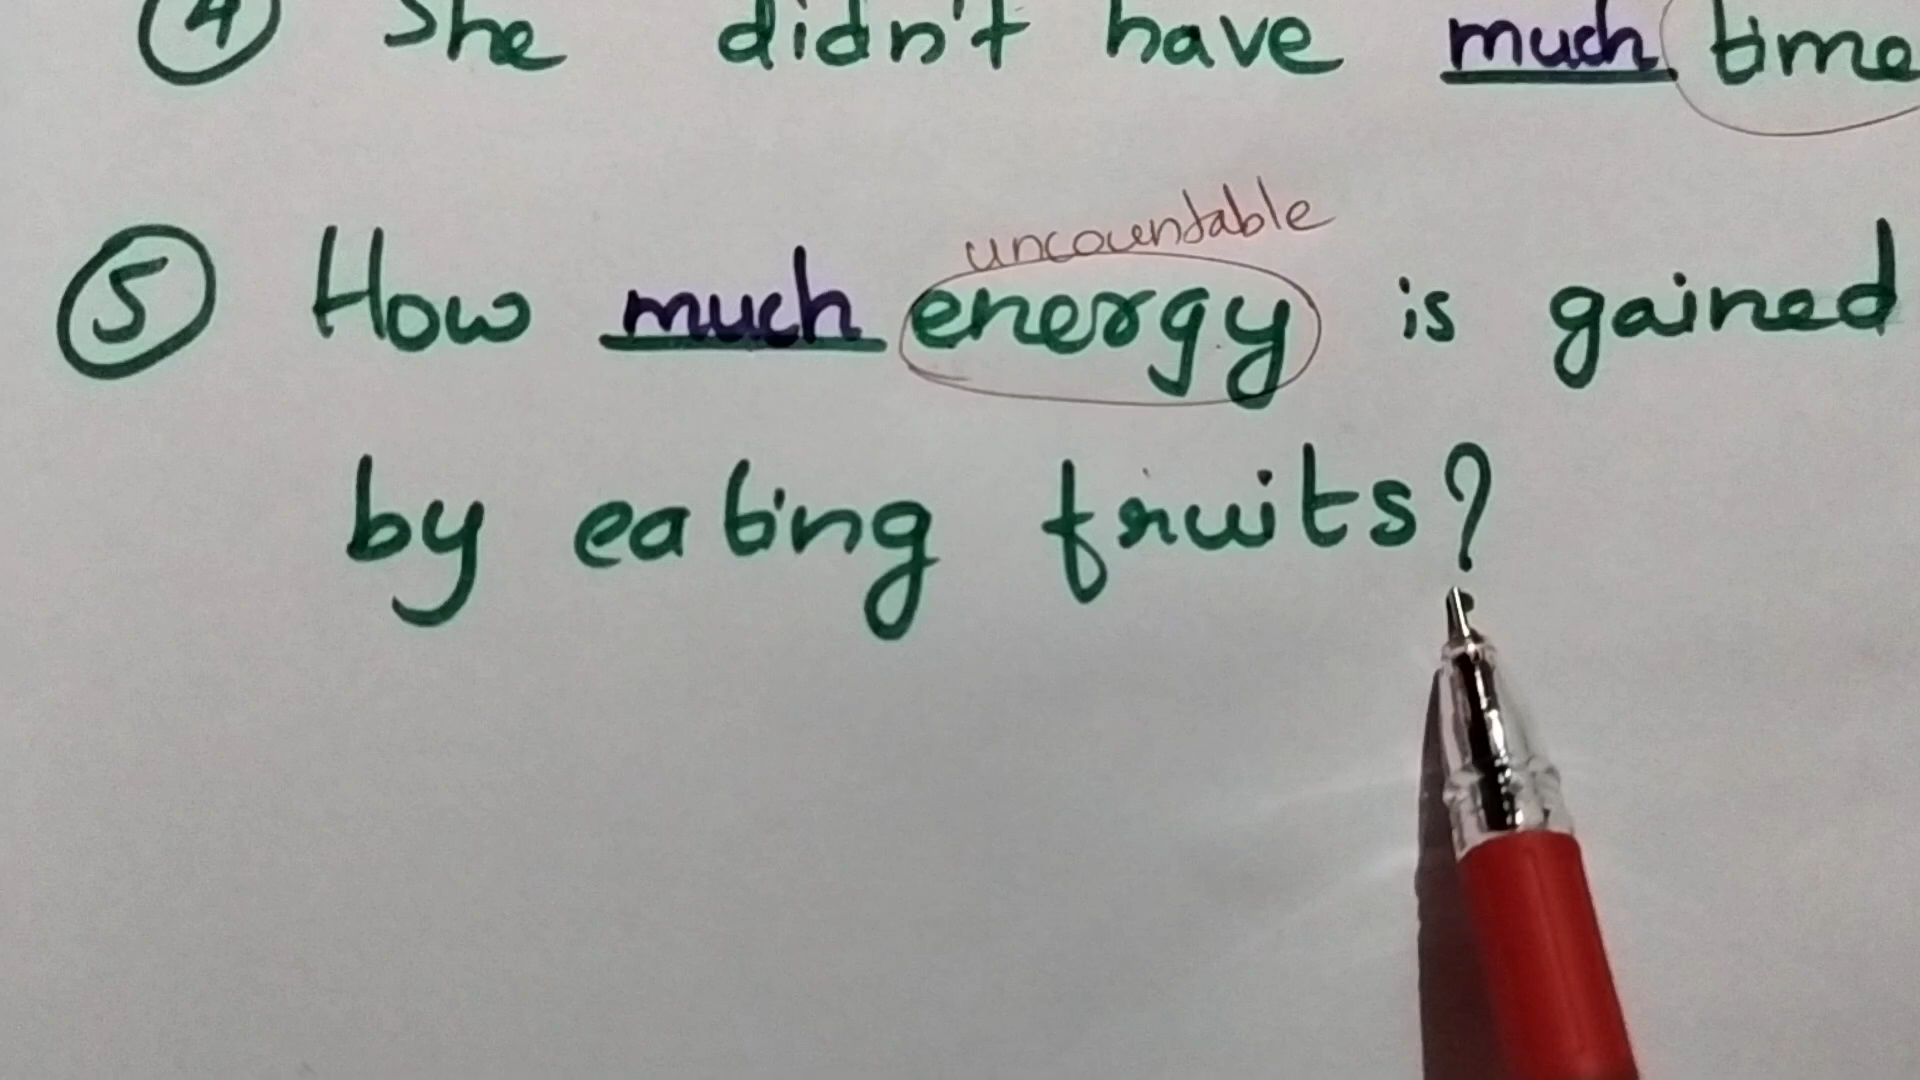 ④ She didn't have much time
uncountable
⑤ How much energy is gained
by eating fruits?